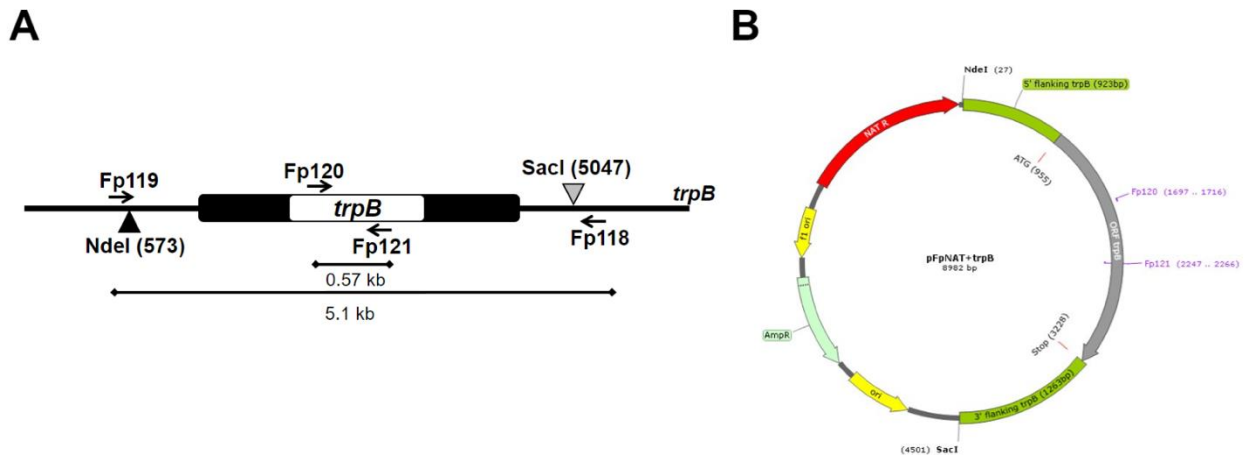 A
Fp119
Fp120
SacI (5047)
trpB
trpB
NdeI (573)
Fp121
Fp118
0.57 kb
5.1 kb
B
NdeI (27)
5' flanking trpB (923bp)
NAT R
ATG (955)
Fp120 (1697 .. 1716)
f1 ori
ORF trpB
pFpNAT+trpB
8982 bp
Fp121 (2247 .. 2266)
AmpR
Stop (3228)
ori
3' flanking trpB (1263bp)
(4501) SacI